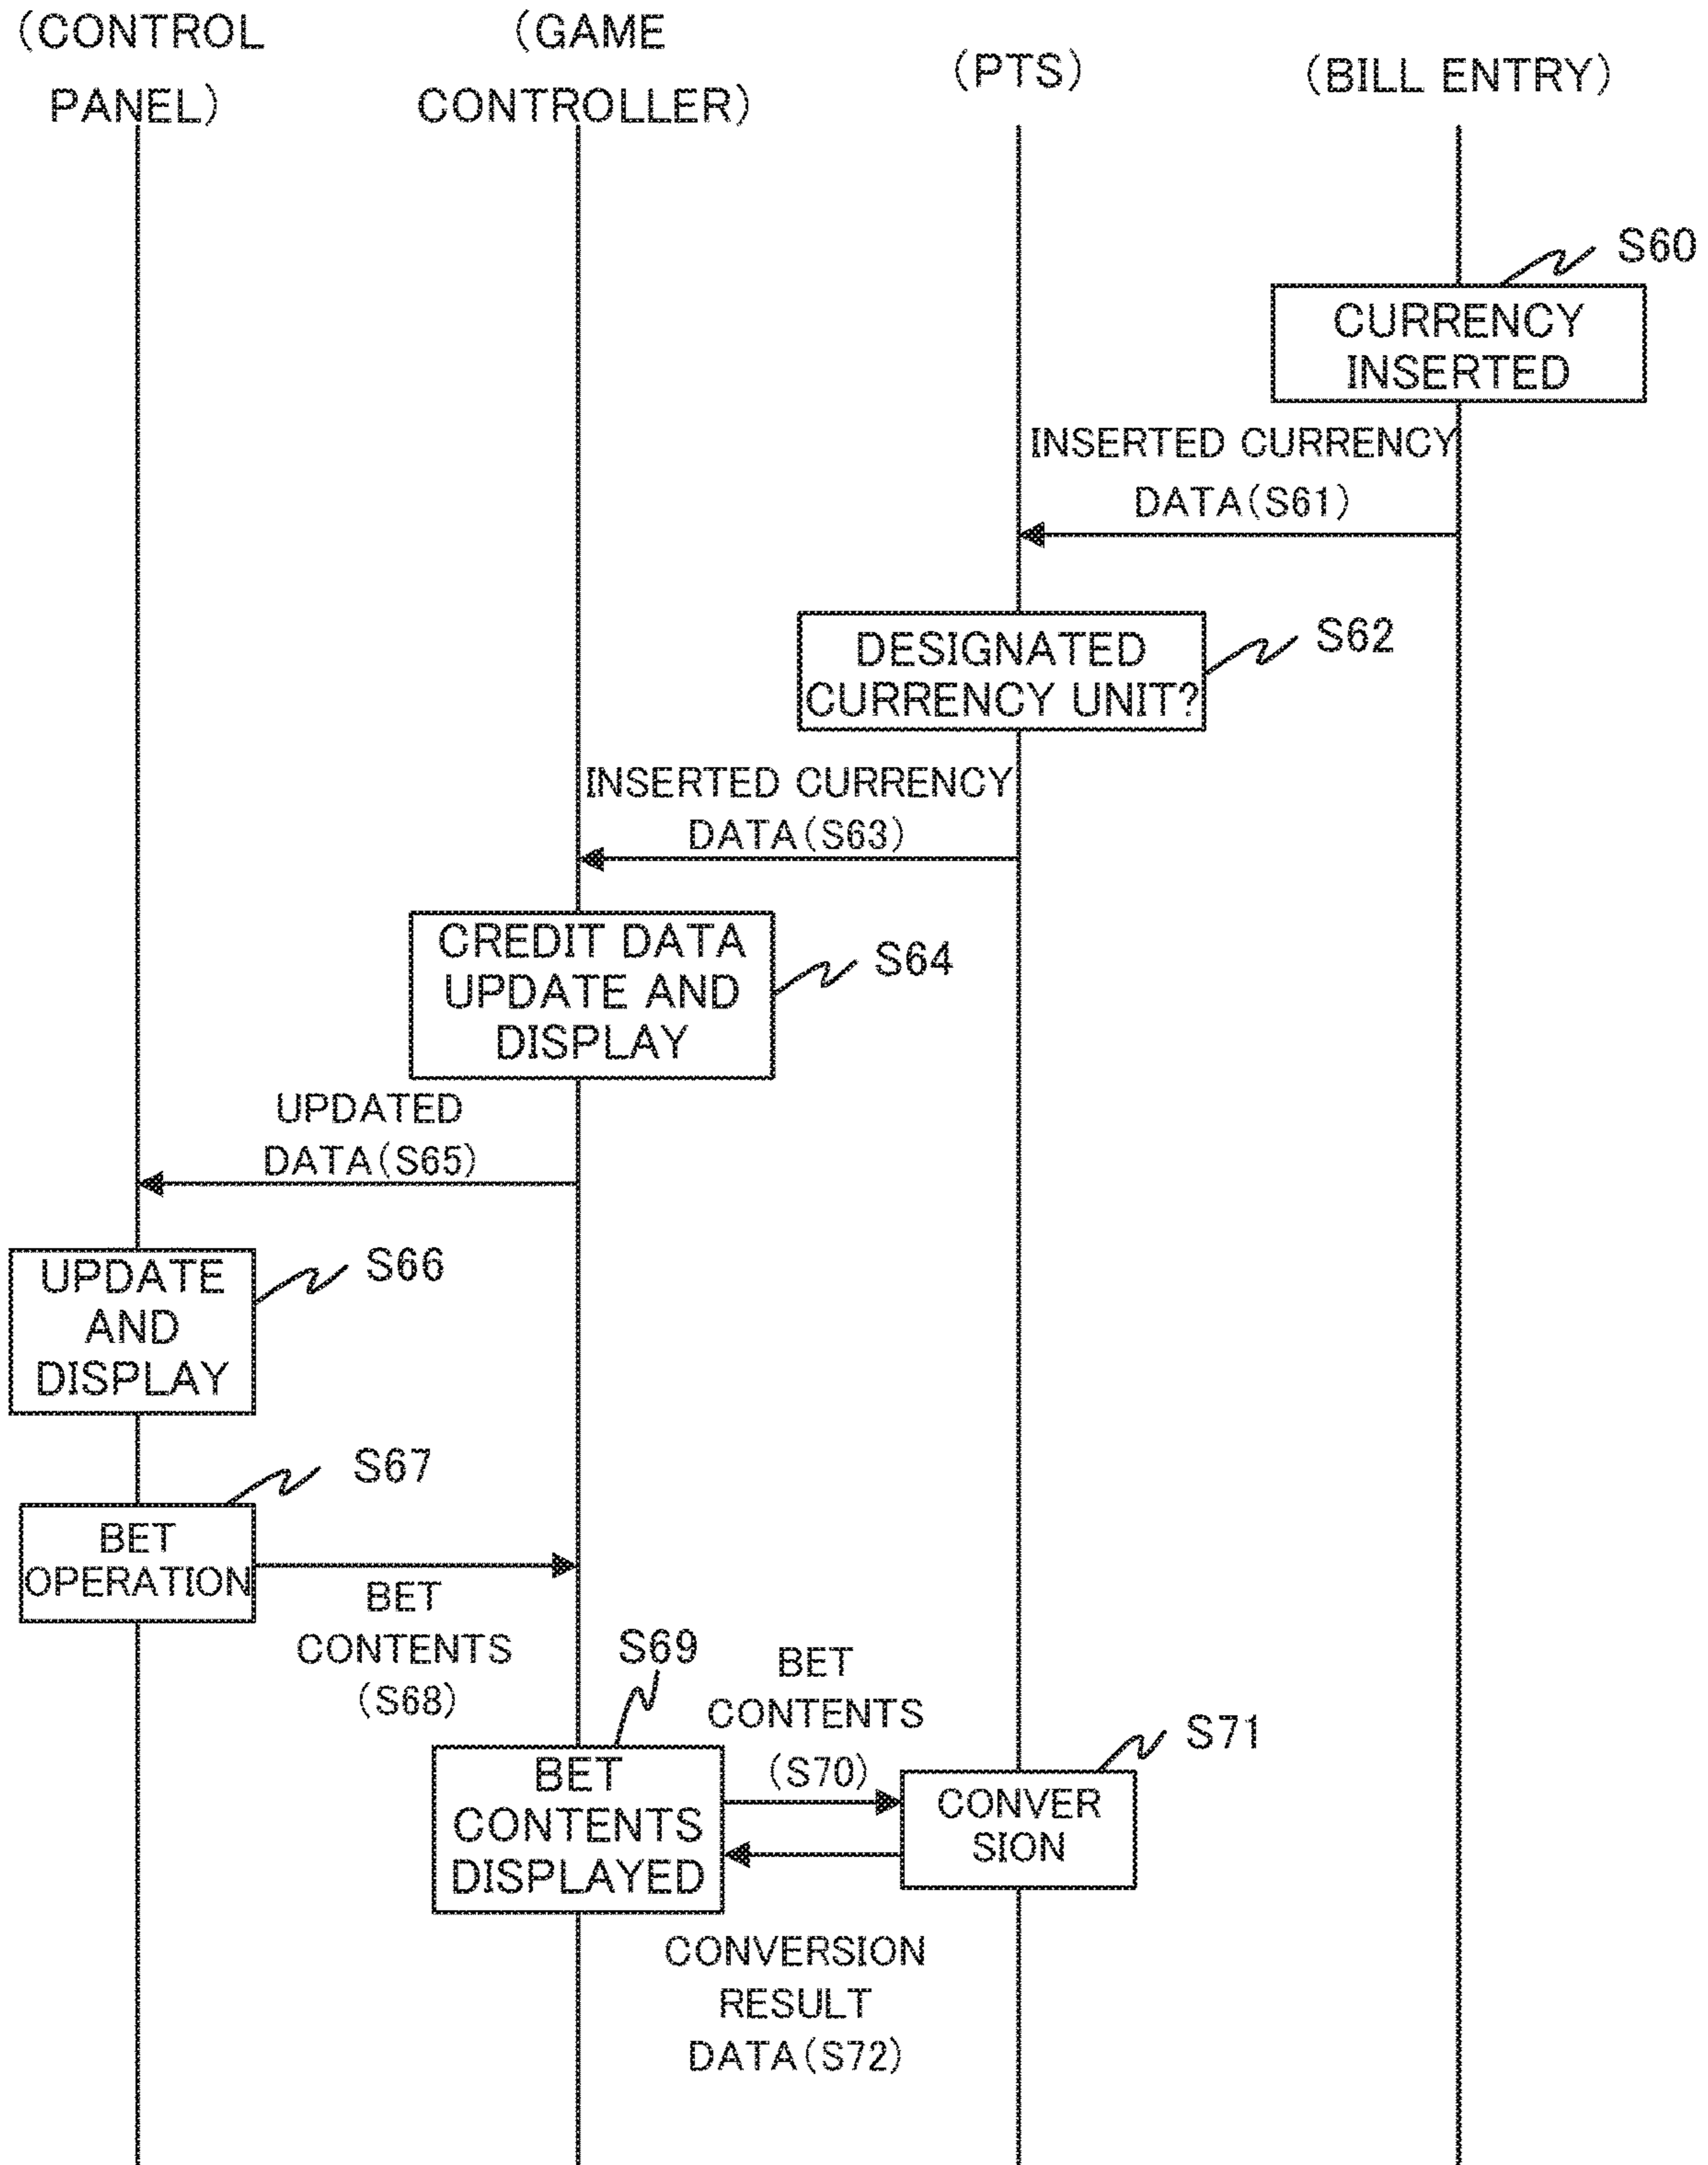 (CONTROL
PANEL)
(GAME
CONTROLLER)
(PTS)
(BILL ENTRY)
S60
CURRENCY
INSERTED
INSERTED CURRENCY
DATA(S61)
DESIGNATED
CURRENCY UNIT?
S62
INSERTED CURRENCY
DATA(S63)
CREDIT DATA
UPDATE AND
DISPLAY
S64
UPDATED
DATA(S65)
UPDATE
AND
DISPLAY
S66
S67
BET
OPERATION
BET
CONTENTS
(S68)
S69
BET
CONTENTS
DISPLAYED
BET
CONTENTS
(S70)
S71
CONVER
SION
CONVERSION
RESULT
DATA(S72)